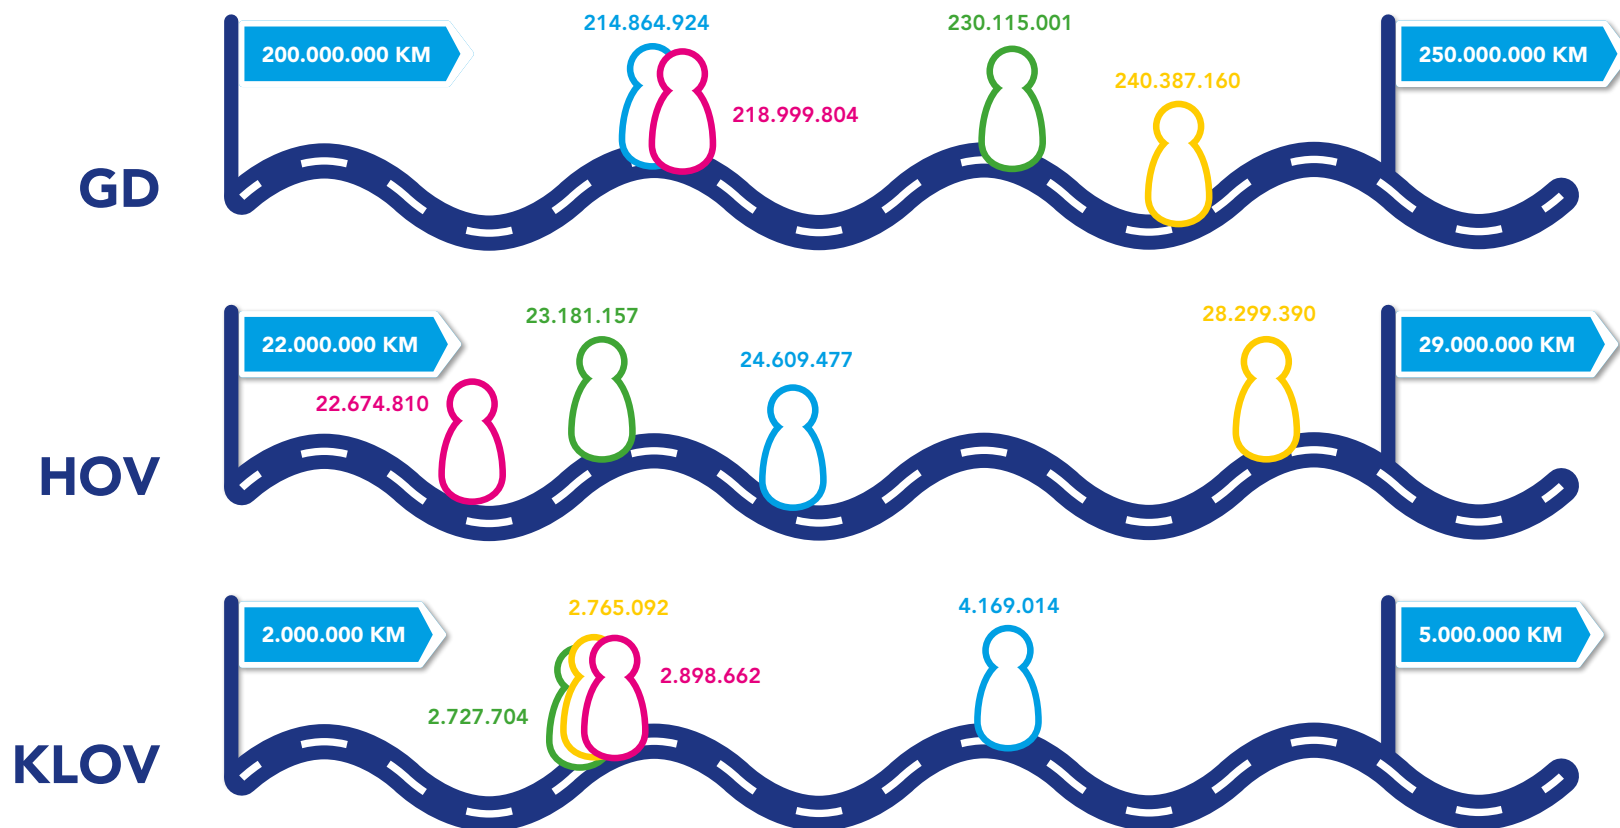 214.864.924
230.115.001
200.000.000 KM
250.000.000 KM
240.387.160
218.999.804
GD
23.181.157
28.299.390
22.000.000 KM
29.000.000 KM
24.609.477
22.674.810
HOV
2.765.092
4.169.014
2.000.000 KM
5.000.000 KM
2.898.662
2.727.704
KLOV